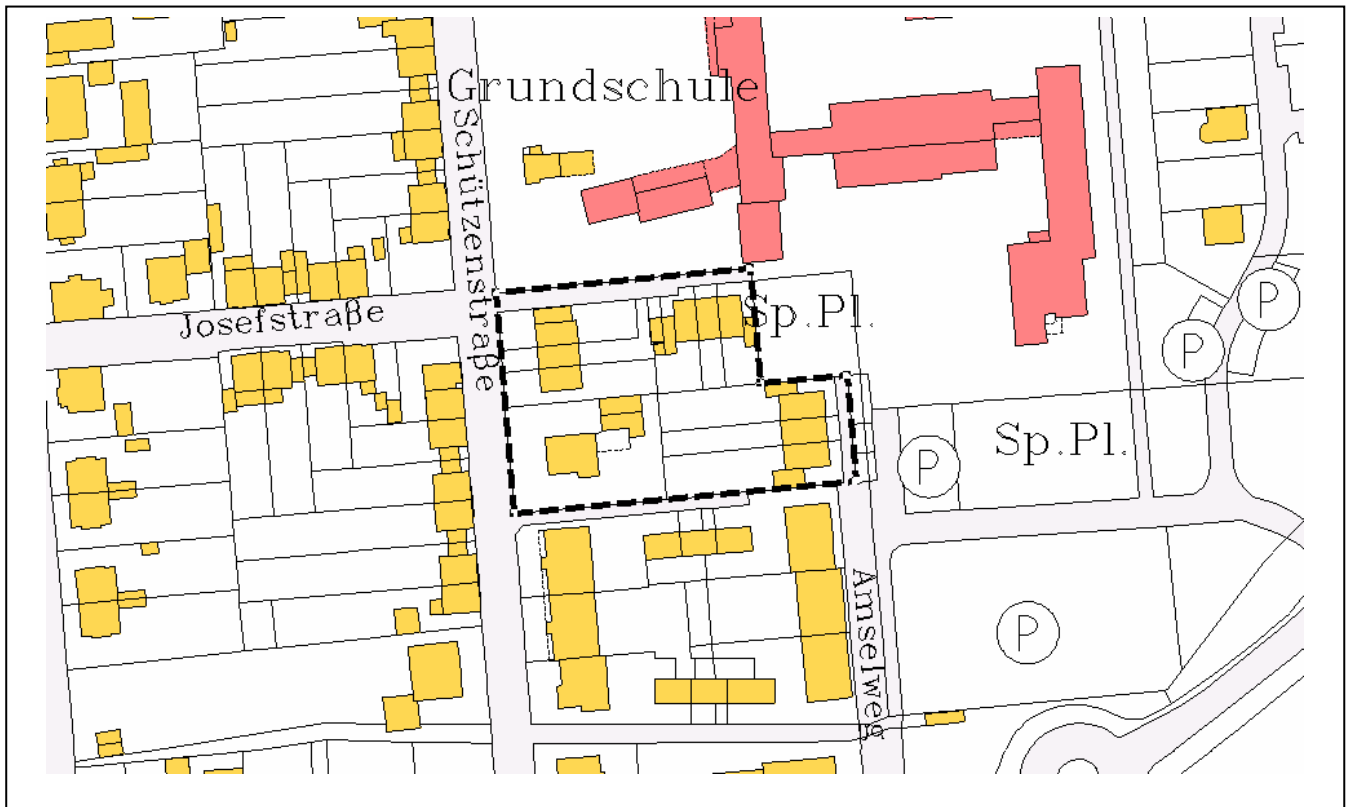 Grundschule
Schützenstraße
Josefstraße
Sp.Pl.
P
P
Sp.Pl.
P
Amselweg
P